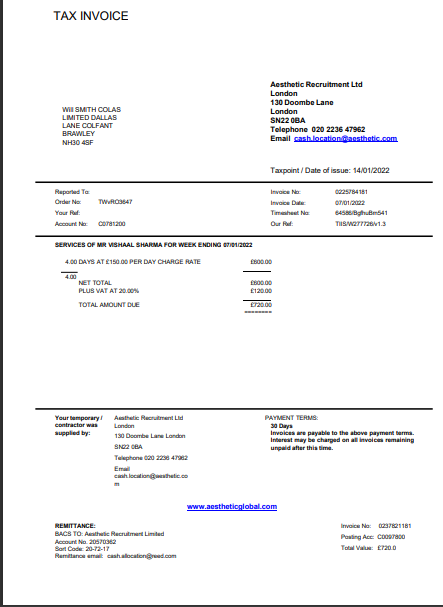 TAX INVOICE
Aesthetic Recruitment Ltd
London
130 Doombe Lane
London
SN22 0BA
Telephone 020 2236 47962
Email cash.location@aesthetic.com
Will SMITH COLAS
LIMITED DALLAS
LANE COLFANT
BRAWLEY
NH30 4SF
Taxpoint / Date of issue: 14/01/2022
Reported To:
Order No: TWvRO3647
Your Ref:
Account No: C0781200
Invoice No: 0225784181
Invoice Date: 07/01/2022
Timesheet No: 64586/BgfhuBm541
Our Ref: TIIS/W277726/v1.3
SERVICES OF MR VISHAAL SHARMA FOR WEEK ENDING 07/01/2022
4.00 DAYS AT £150.00 PER DAY CHARGE RATE £600.00
4.00
NET TOTAL £600.00
PLUS VAT AT 20.00% £120.00
TOTAL AMOUNT DUE £720.00
========
Your temporary /
contractor was
supplied by:
Aesthetic Recruitment Ltd
London
130 Doombe Lane London
SN22 0BA
Telephone 020 2236 47962
Email
cash.location@aesthetic.co
m
PAYMENT TERMS:
30 Days
Invoices are payable to the above payment terms.
Interest may be charged on all invoices remaining
unpaid after this time.
www.aestheticglobal.com
REMITTANCE:
BACS TO: Aesthetic Recruitment Limited
Account No. 20570362
Sort Code: 20-72-17
Remittance email: cash.allocation@reed.com
Invoice No: 0237821181
Posting Acc: C0097800
Total Value: £720.0